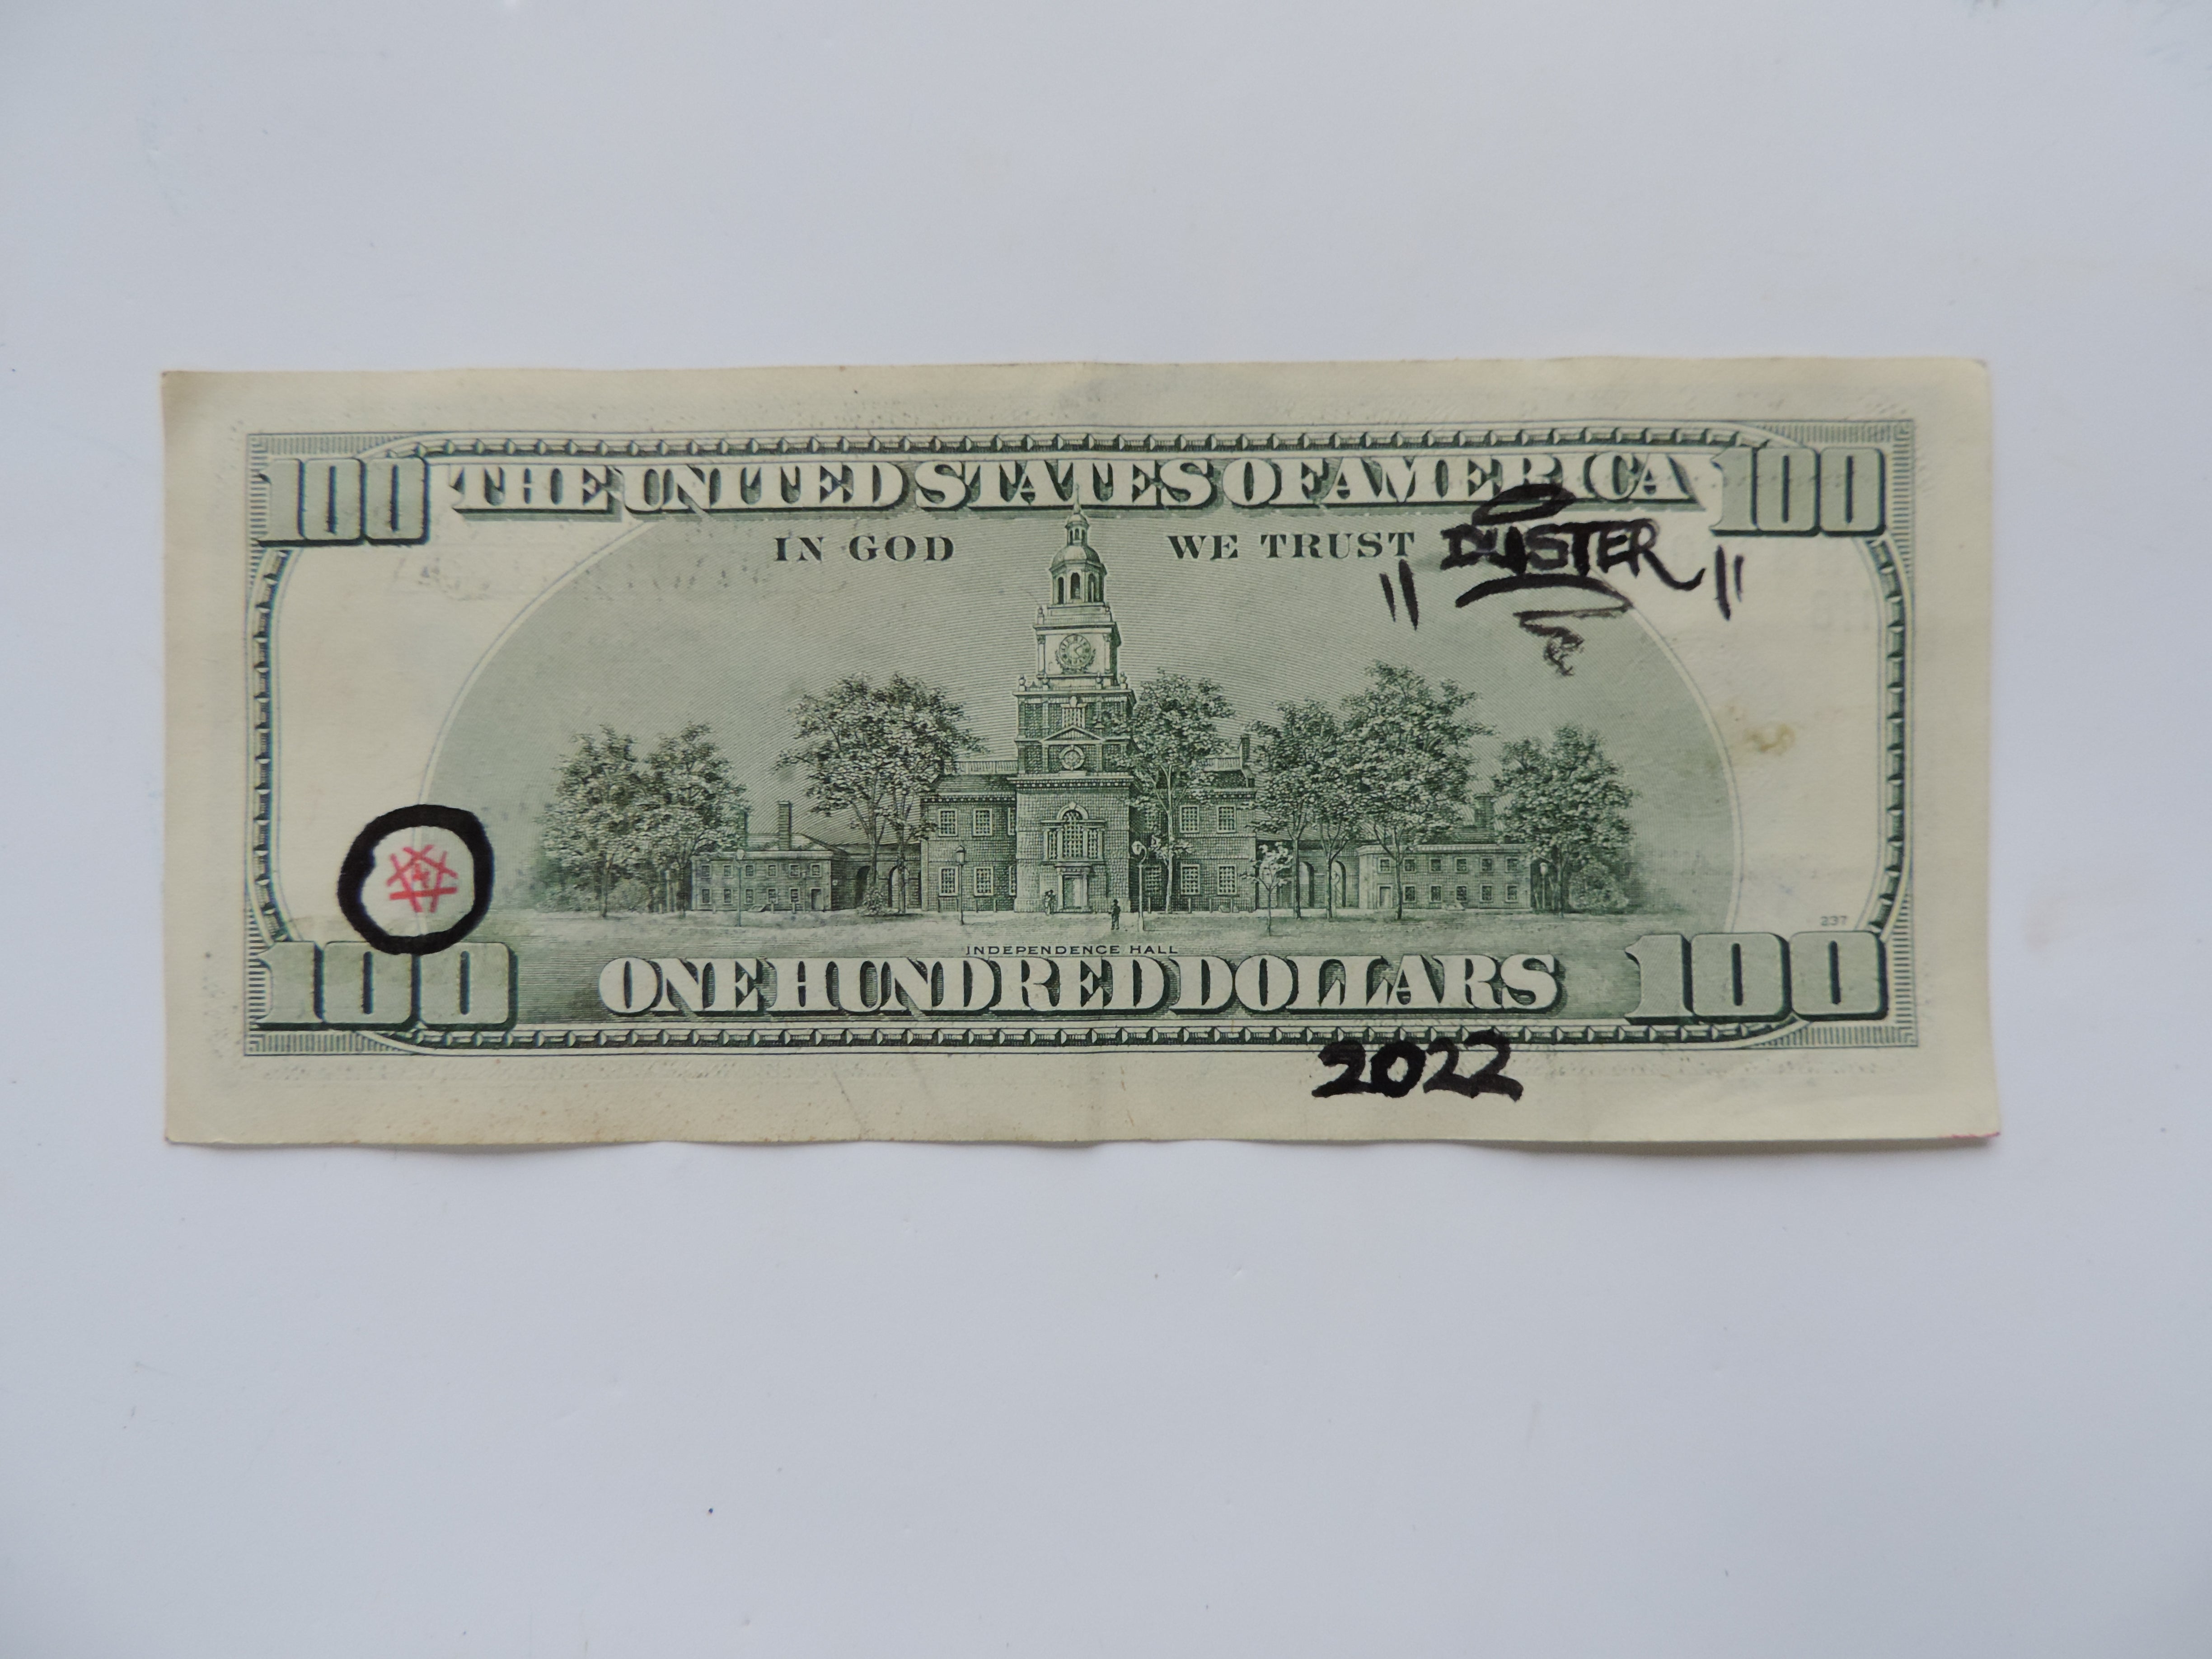 100 THE UNITED STATES OF AMERICA 100
IN GOD WE TRUST
"DUSTER"
237
INDEPENDENCE HALL
100 ONE HUNDRED DOLLARS 100
2022